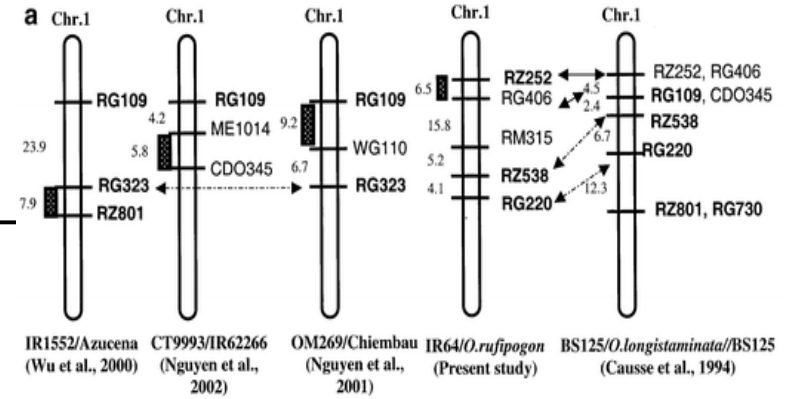 a
Chr.1
RG109
23.9
RG323
7.9
RZ801
IR1552/Azucena
(Wu et al., 2000)
Chr.1
RG109
4.2
ME1014
5.8
CDO345
CT9993/IR62266
(Nguyen et al.,
2002)
Chr.1
RG109
9.2
WG110
6.7
RG323
OM269/Chiembau
(Nguyen et al.,
2001)
Chr.1
RZ252
6.5
RG406
15.8
RM315
5.2
RZ538
4.1
RG220
IR64/O.rufipogon
(Present study)
Chr.1
RZ252, RG406
4.5
RG109, CDO345
2.4
RZ538
6.7
RG220
12.3
RZ801, RG730
BS125/O.longistaminata//BS125
(Causse et al., 1994)